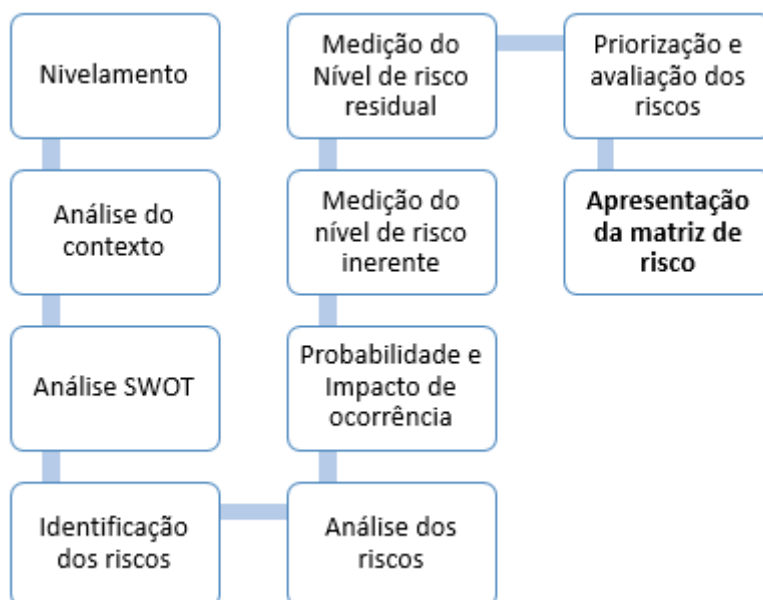 Nivelamento
Análise do
contexto
Análise SWOT
Identificação
dos riscos
Análise dos
riscos
Probabilidade e
Impacto de
ocorrência
Medição do
nível de risco
inerente
Medição do
Nível de risco
residual
Priorização e
avaliação dos
riscos
Apresentação
da matriz de
risco